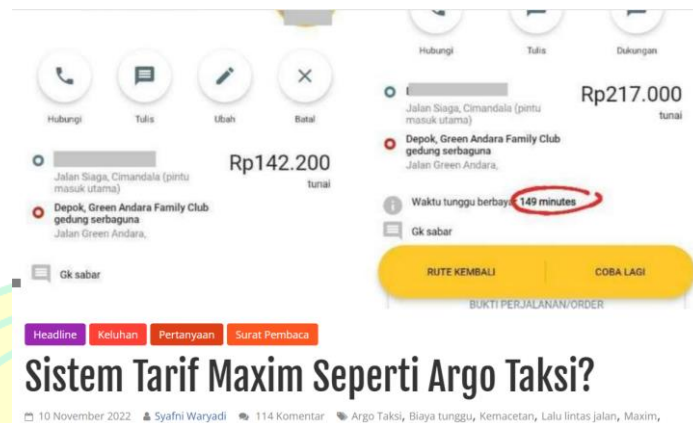 Hubungi
Tulis
Ubah
Batal
Rp142.200
tunai
Jalan Siaga, Cimandala (pintu
masuk utama)
Depok, Green Andara Family Club
gedung serbaguna
Jalan Green Andara,
Gk sabar
Hubungi
Tulis
Dukungan
Rp217.000
tunai
Jalan Siaga, Cimandala (pintu
masuk utama)
Depok, Green Andara Family Club
gedung serbaguna
Jalan Green Andara,
Waktu tunggu berbayar 149 minutes
Gk sabar
RUTE KEMBALI
COBA LAGI
BUKTI PERJALANAN/ORDER
Headline
Keluhan
Pertanyaan
Surat Pembaca
Sistem Tarif Maxim Seperti Argo Taksi?
10 November 2022 Syafni Waryadi 114 Komentar Argo Taksi, Biaya tunggu, Kemacetan, Lalu lintas jalan, Maxim,